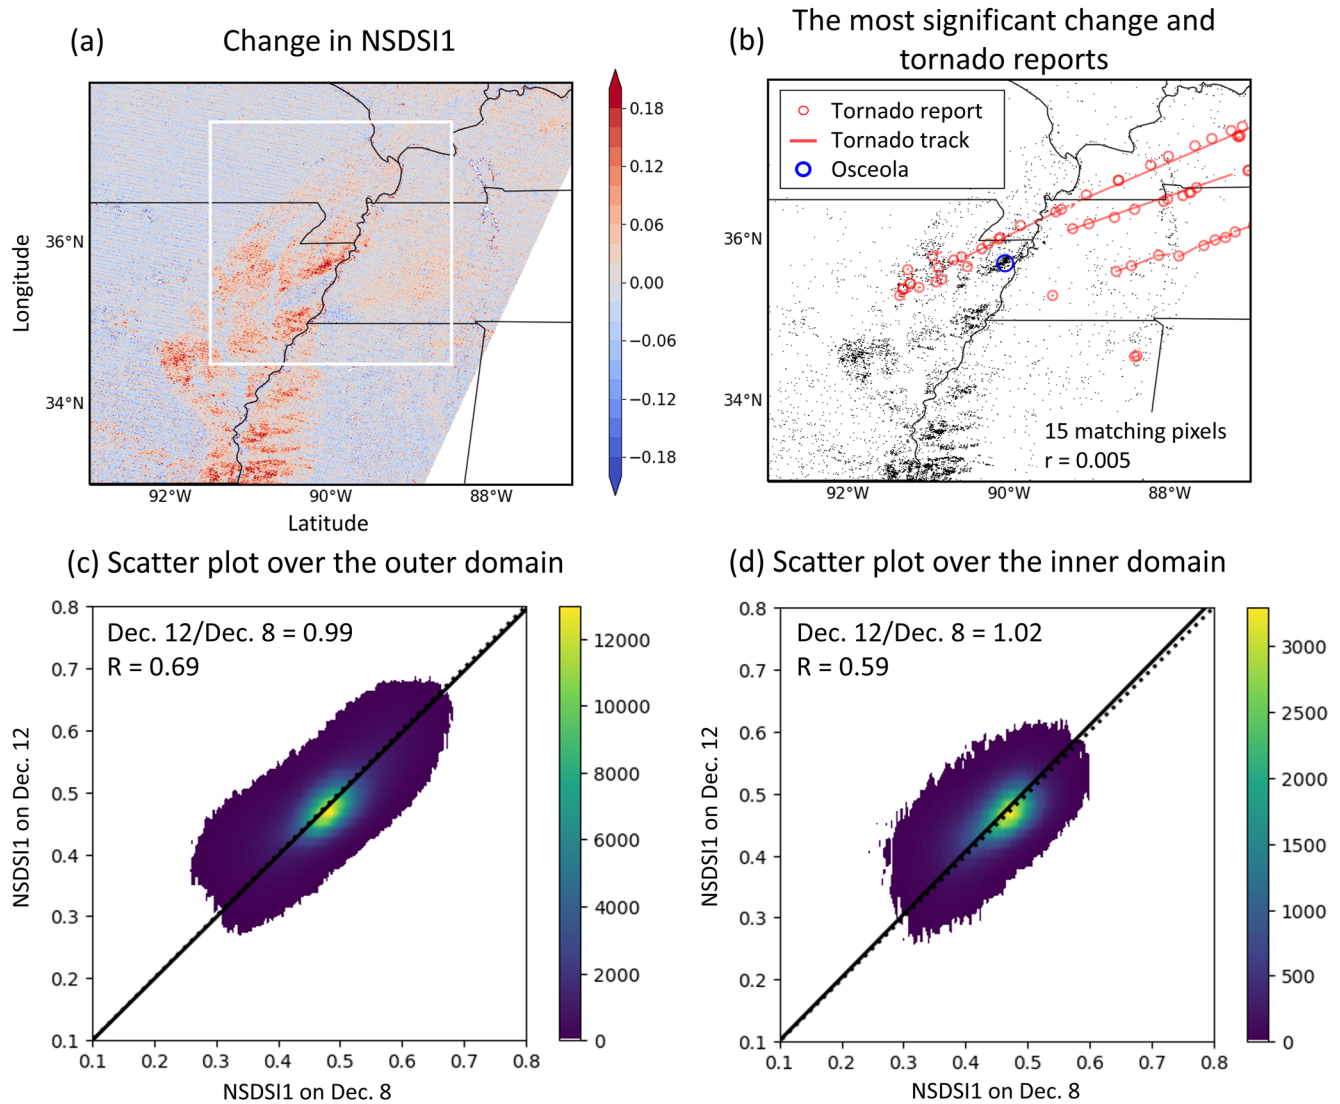 (a) Change in NSDSI1
(b) The most significant change and
tornado reports
Longitude
36°N
34°N
92°W 90°W 88°W
Latitude
0.18
0.12
0.06
0.00
−0.06
−0.12
−0.18
Tornado report
Tornado track
Osceola
36°N
34°N
15 matching pixels
r = 0.005
92°W 90°W 88°W
(c) Scatter plot over the outer domain
Dec. 12/Dec. 8 = 0.99
R = 0.69
NSDSI1 on Dec. 12
0.8
0.7
0.6
0.5
0.4
0.3
0.2
0.1
0.1 0.2 0.3 0.4 0.5 0.6 0.7 0.8
NSDSI1 on Dec. 8
12000
10000
8000
6000
4000
2000
0
(d) Scatter plot over the inner domain
Dec. 12/Dec. 8 = 1.02
R = 0.59
NSDSI1 on Dec. 12
0.8
0.7
0.6
0.5
0.4
0.3
0.2
0.1
0.1 0.2 0.3 0.4 0.5 0.6 0.7 0.8
NSDSI1 on Dec. 8
3000
2500
2000
1500
1000
500
0